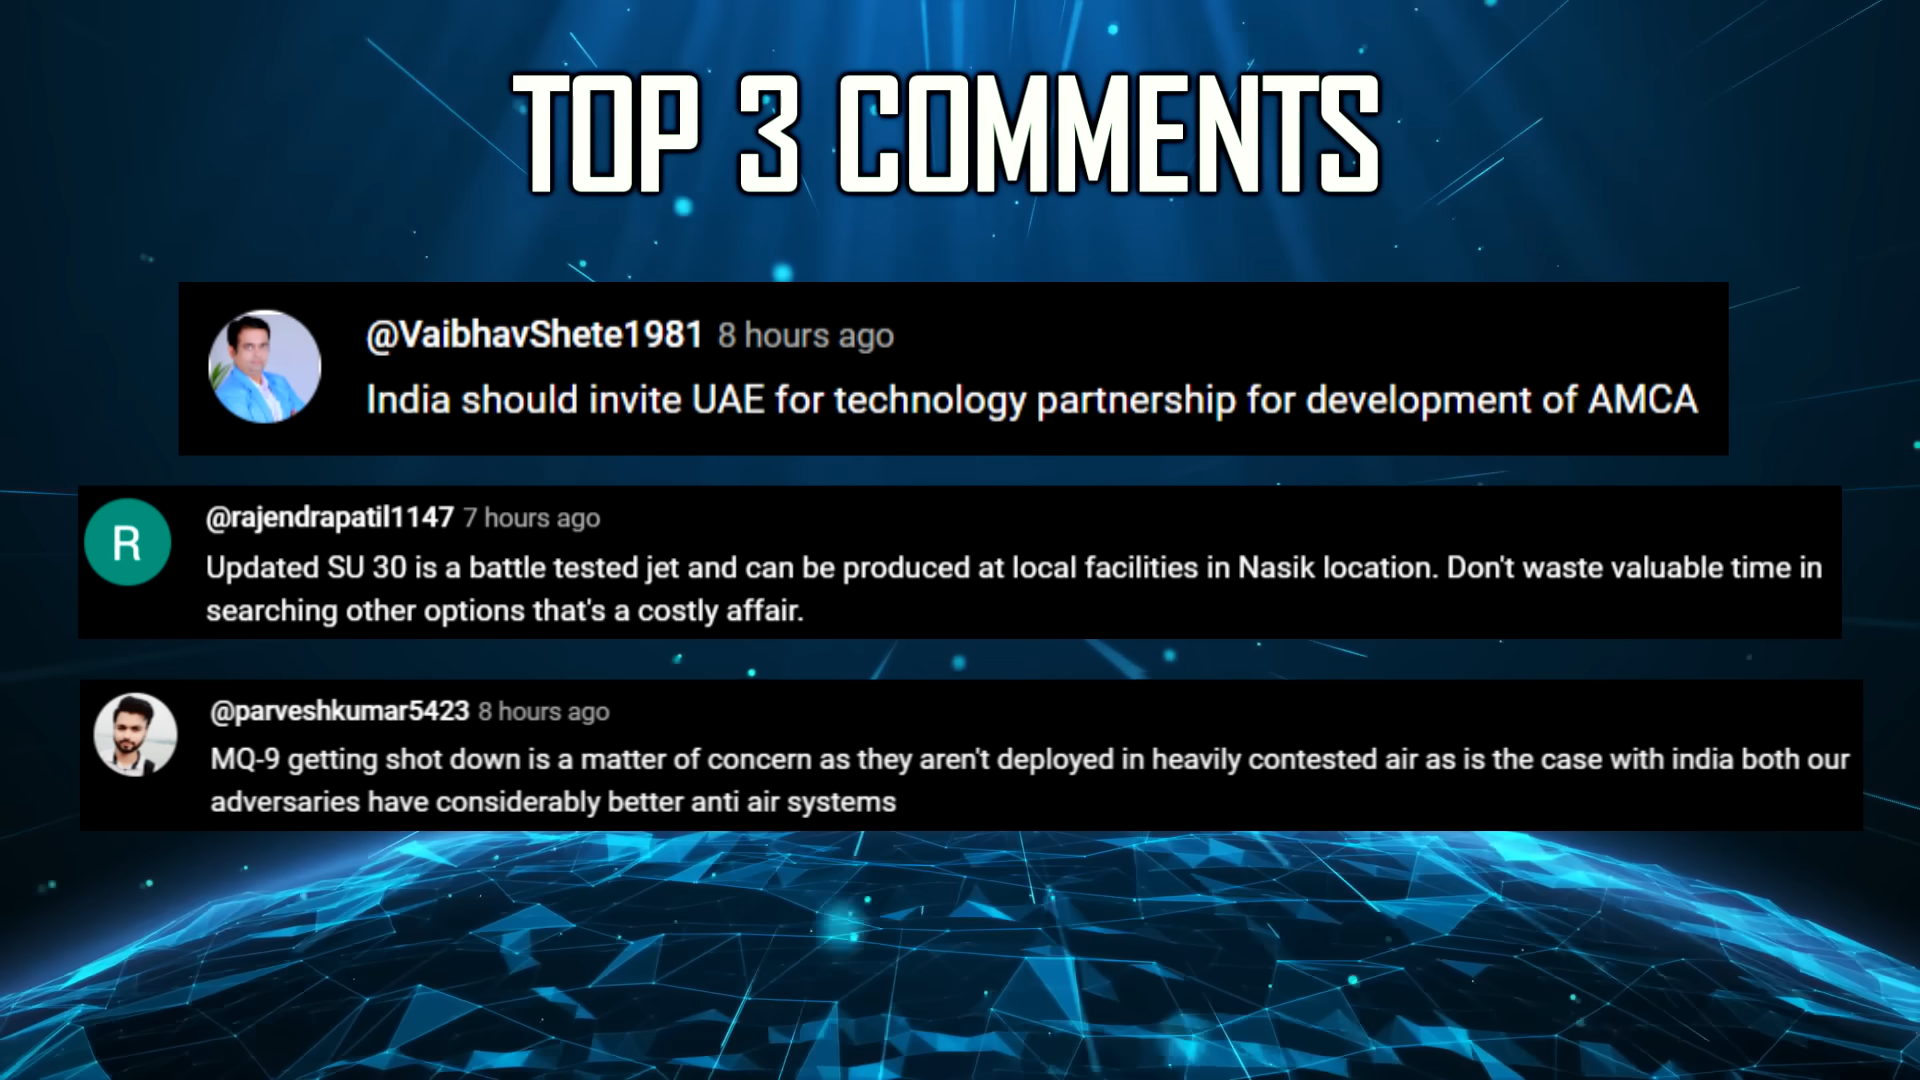 TOP 3 COMMENTS
@VaibhavShete1981 8 hours ago
India should invite UAE for technology partnership for development of AMCA
R
@rajendrapatil1147 7 hours ago
Updated SU 30 is a battle tested jet and can be produced at local facilities in Nasik location. Don't waste valuable time in
searching other options that's a costly affair.
@parveshkumar5423 8 hours ago
MQ-9 getting shot down is a matter of concern as they aren't deployed in heavily contested air as is the case with india both our
adversaries have considerably better anti air systems